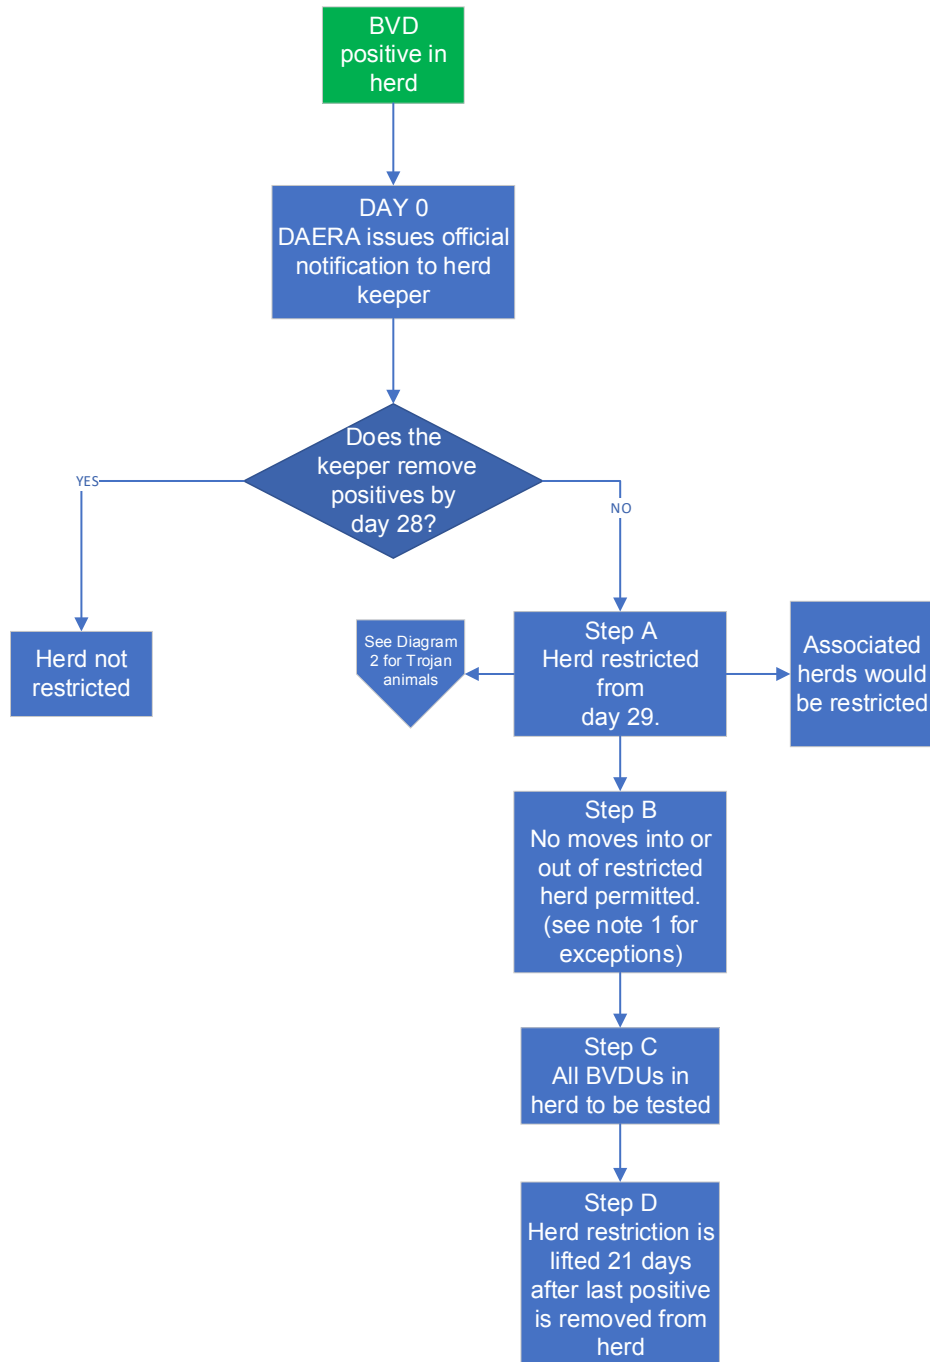 BVD
positive in
herd
DAY 0
DAERA issues official
notification to herd
keeper
Does the
keeper remove
positives by
day 28?
YES
NO
Herd not
restricted
See Diagram
2 for Trojan
animals
Step A
Herd restricted
from
day 29.
Associated
herds would
be restricted
Step B
No moves into or
out of restricted
herd permitted.
(see note 1 for
exceptions)
Step C
All BVDUs in
herd to be tested
Step D
Herd restriction is
lifted 21 days
after last positive
is removed from
herd